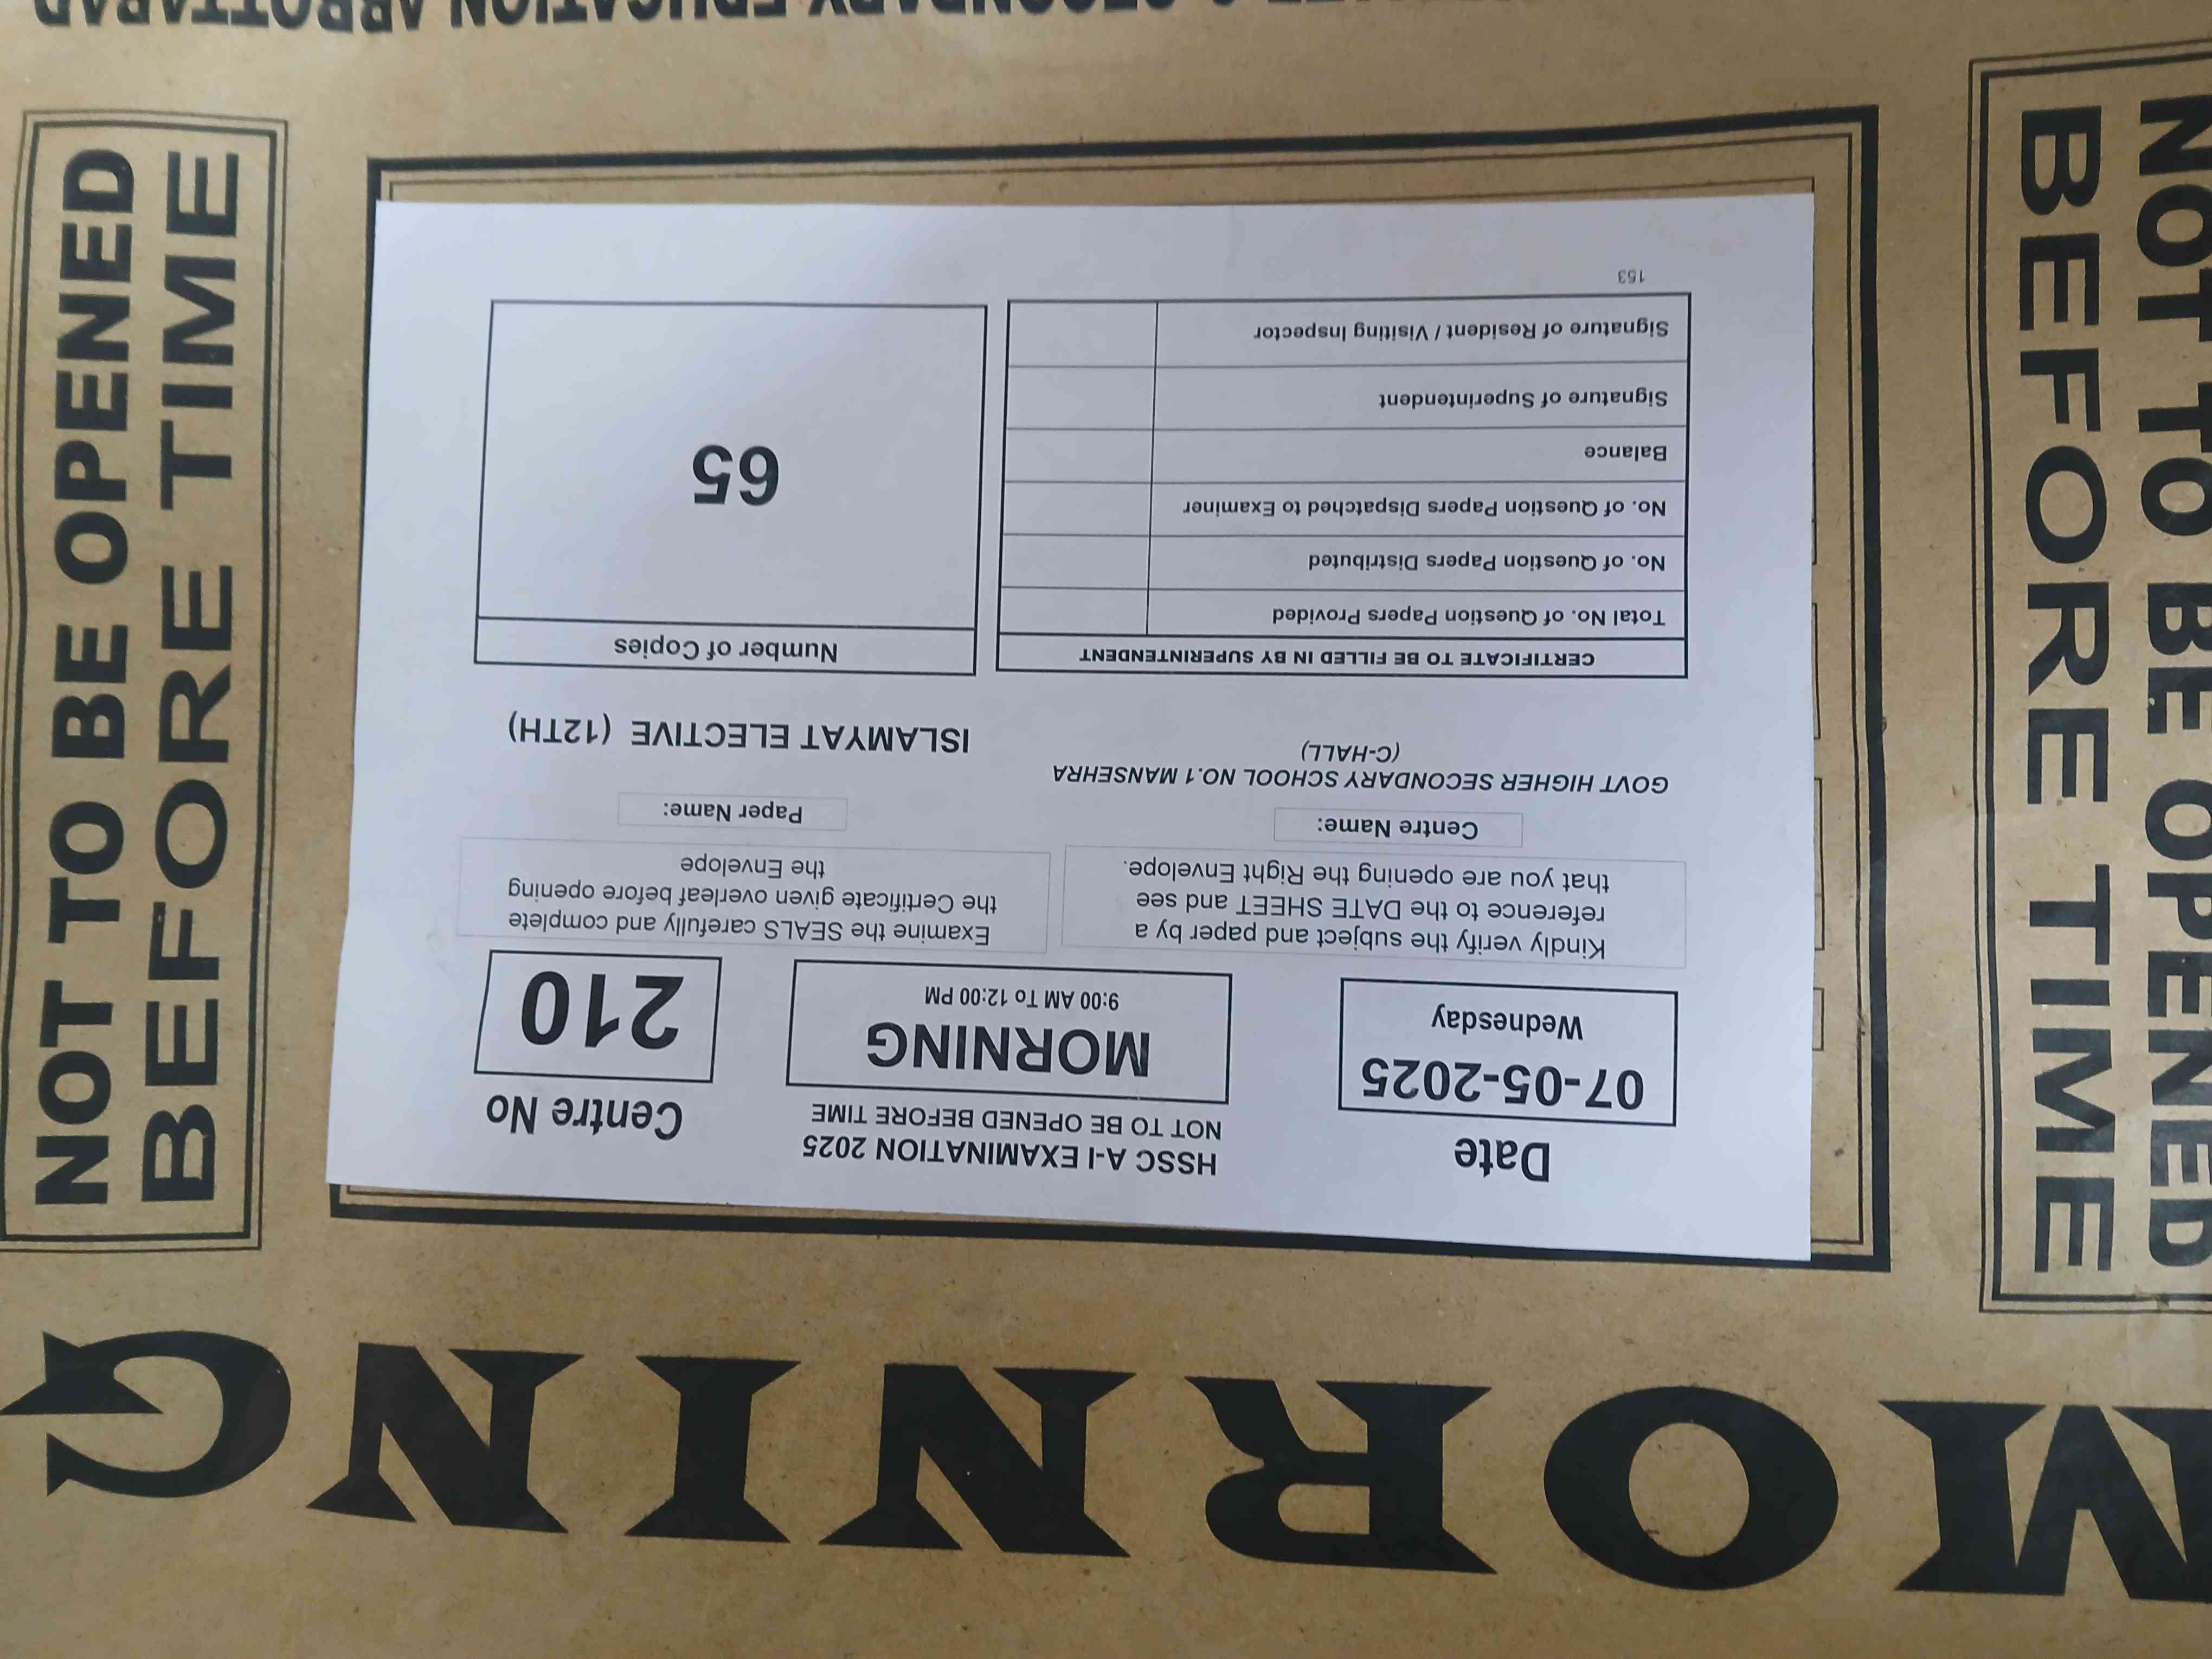 MORNING
NOT TO BE OPENED
BEFORE TIME
NOT TO BE OPENED
BEFORE TIME
Date
07-05-2025
Wednesday
HSSC A-I EXAMINATION 2025
NOT TO BE OPENED BEFORE TIME
MORNING
9:00 AM To 12:00 PM
Centre No
210
Kindly verify the subject and paper by a
reference to the DATE SHEET and see
that you are opening the Right Envelope.
Examine the SEALS carefully and complete
the Certificate given overleaf before opening
the Envelope
Centre Name:
GOVT HIGHER SECONDARY SCHOOL NO.1 MANSEHRA
(C-HALL)
Paper Name:
ISLAMYAT ELECTIVE (12TH)
CERTIFICATE TO BE FILLED IN BY SUPERINTENDENT
Total No. of Question Papers Provided
No. of Question Papers Distributed
No. of Question Papers Dispatched to Examiner
Balance
Signature of Superintendent
Signature of Resident / Visiting Inspector
Number of Copies
65
153
& SECONDARY EDUCATION ABBOTTABAD